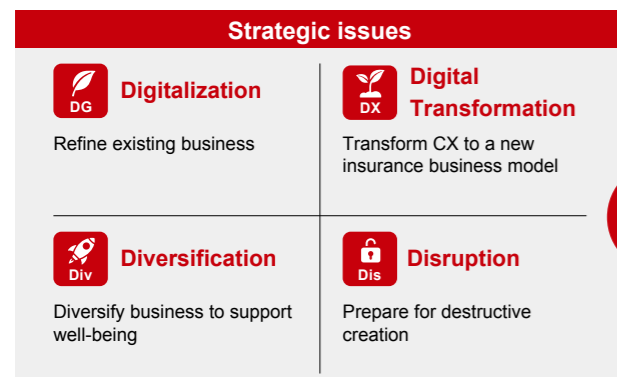 Strategic issues
DG
Digitalization
Refine existing business
DX
Digital
Transformation
Transform CX to a new
insurance business model
Div
Diversification
Diversify business to support
well-being
Dis
Disruption
Prepare for destructive
creation